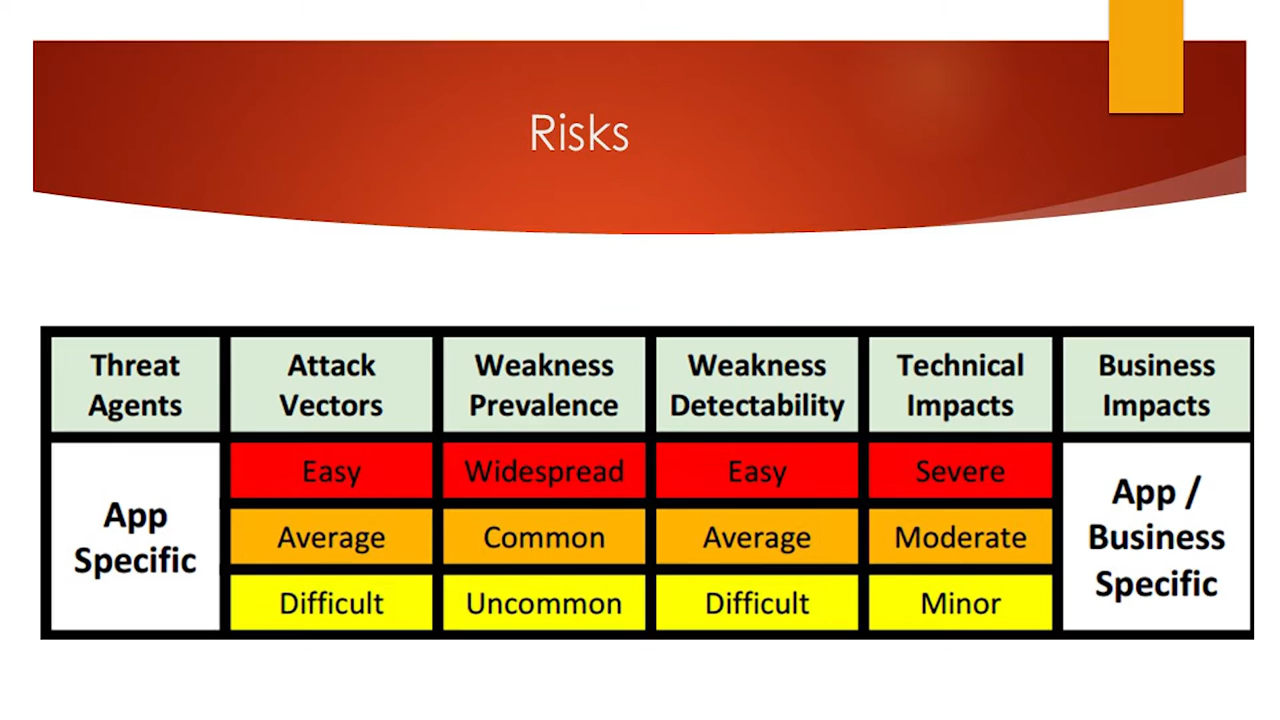 Risks
Threat
Agents
Attack
Vectors
Weakness
Prevalence
Weakness
Detectability
Technical
Impacts
Business
Impacts
App
Specific
Easy
Widespread
Easy
Severe
Average
Common
Average
Moderate
Difficult
Uncommon
Difficult
Minor
App /
Business
Specific